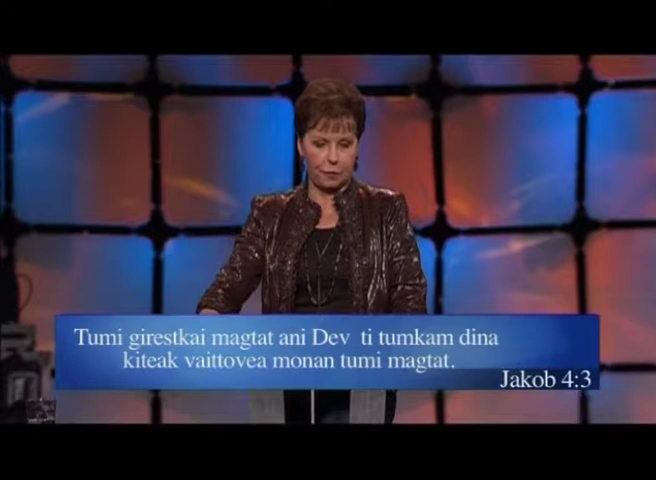 Tumi girestkai magtat ani Dev ti tumkam dina
kiteak vaittovea monan tumi magtat.
Jakob 4:3